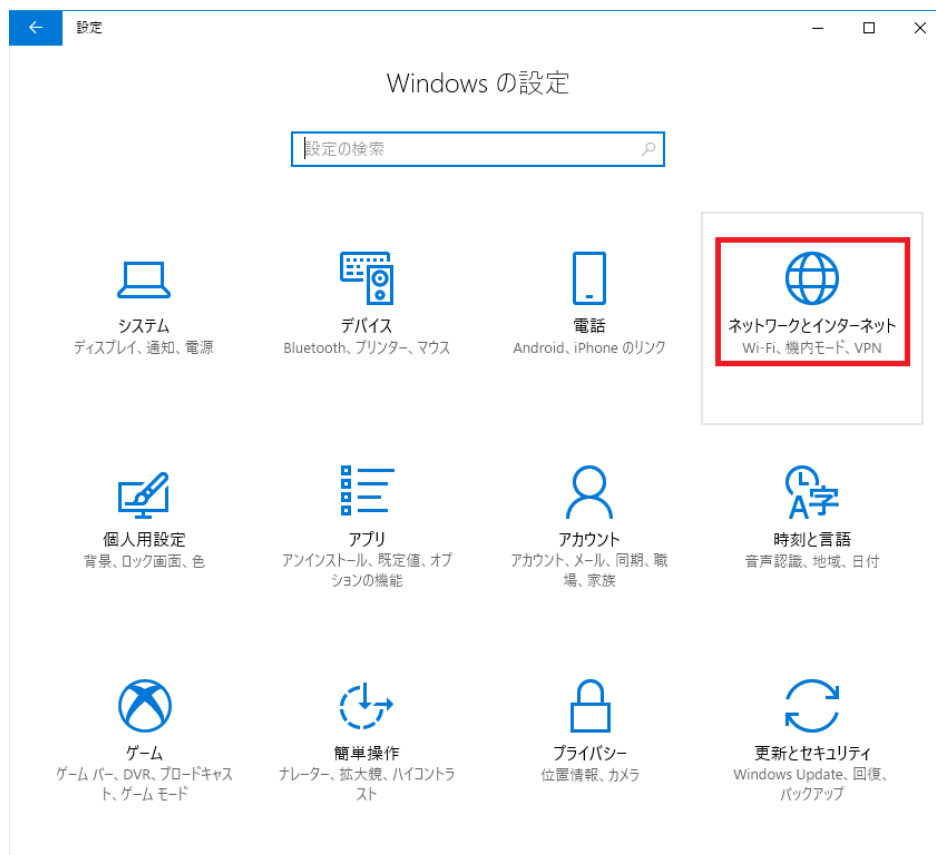 設定
Windows の設定
設定の検索
システム
ディスプレイ、通知、電源
デバイス
Bluetooth、プリンター、マウス
電話
Android、iPhone のリンク
ネットワークとインターネット
Wi-Fi、機内モード、VPN
個人用設定
背景、ロック画面、色
アプリ
アンインストール、既定値、オプ
ションの機能
アカウント
アカウント、メール、同期、職
場、家族
A字
時刻と言語
音声認識、地域、日付
ゲーム
ゲーム バー、DVR、ブロードキャス
ト、ゲーム モード
簡単操作
ナレーター、拡大鏡、ハイコントラ
スト
プライバシー
位置情報、カメラ
更新とセキュリティ
Windows Update、回復、
バックアップ